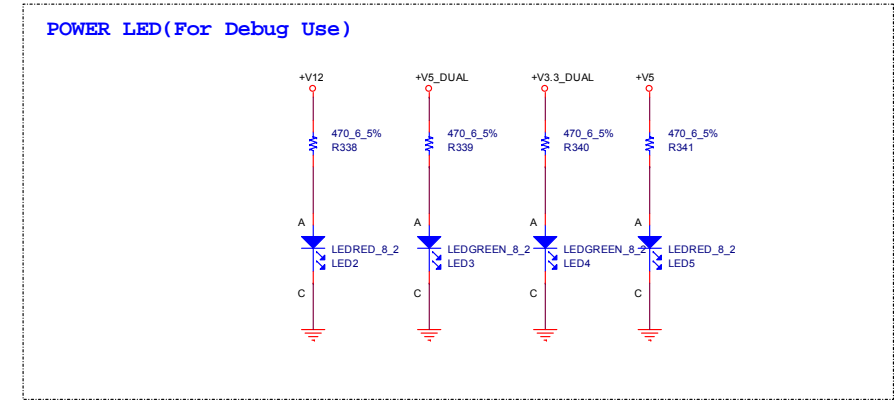 POWER LED(For Debug Use)
+V12
+V5_DUAL
+V3.3_DUAL
+V5
470_6_5%
R338
470_6_5%
R339
470_6_5%
R340
470_6_5%
R341
A
A
A
A
LEDRED_8_2
LED2
LEDGREEN_8_2
LED3
LEDGREEN_8_2
LED4
LEDRED_8_2
LED5
C
C
C
C